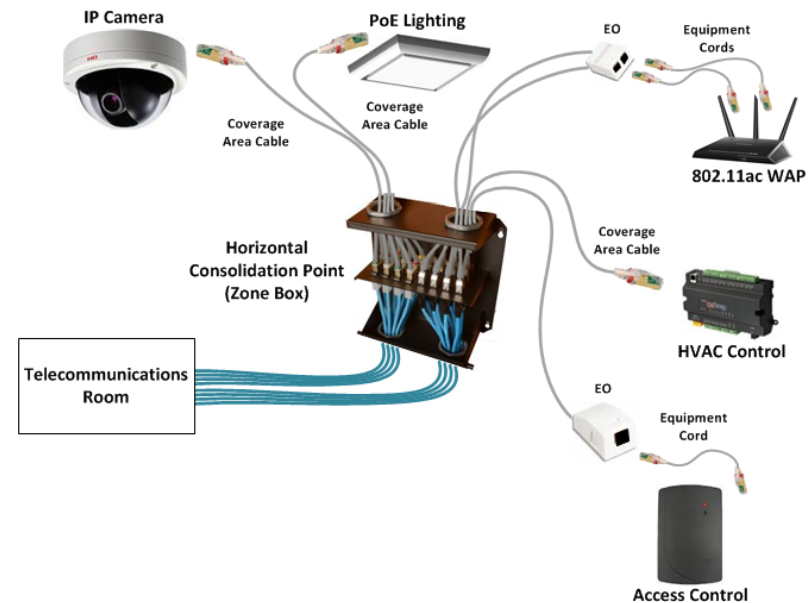 IP Camera
PoE Lighting
EO
Equipment
Cords
Coverage
Area Cable
Coverage
Area Cable
802.11ac WAP
Horizontal
Consolidation Point
(Zone Box)
Coverage
Area Cable
HVAC Control
Telecommunications
Room
EO
Equipment
Cord
Access Control